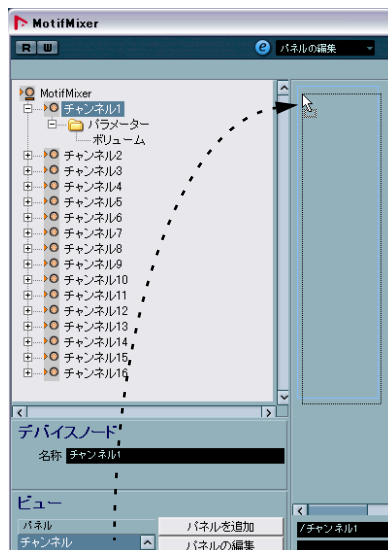 MotifMixer
R W e パネルの編集
MotifMixer
チャンネル1
パラメーター
ボリューム
チャンネル2
チャンネル3
チャンネル4
チャンネル5
チャンネル6
チャンネル7
チャンネル8
チャンネル9
チャンネル10
チャンネル11
チャンネル12
チャンネル13
チャンネル14
チャンネル15
チャンネル16
デバイスノード
名称 チャンネル1
ビュー
パネル パネルを追加 /チャンネル1
チャンネル パネルの編集